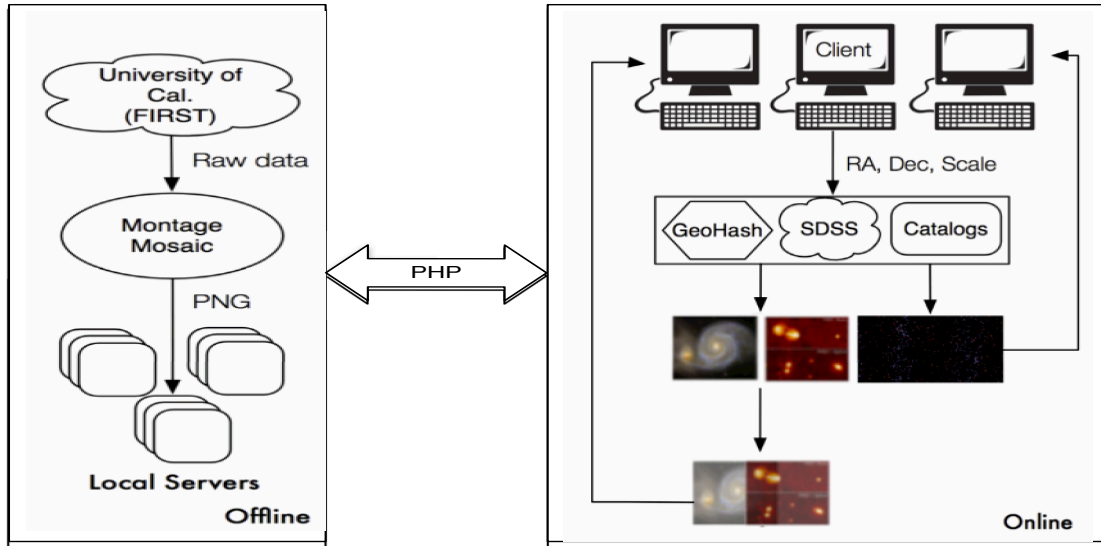 University of
Cal.
(FIRST)
Raw data
Montage
Mosaic
PNG
Local Servers
Offline
PHP
Client
RA, Dec, Scale
GeoHash
SDSS
Catalogs
Online